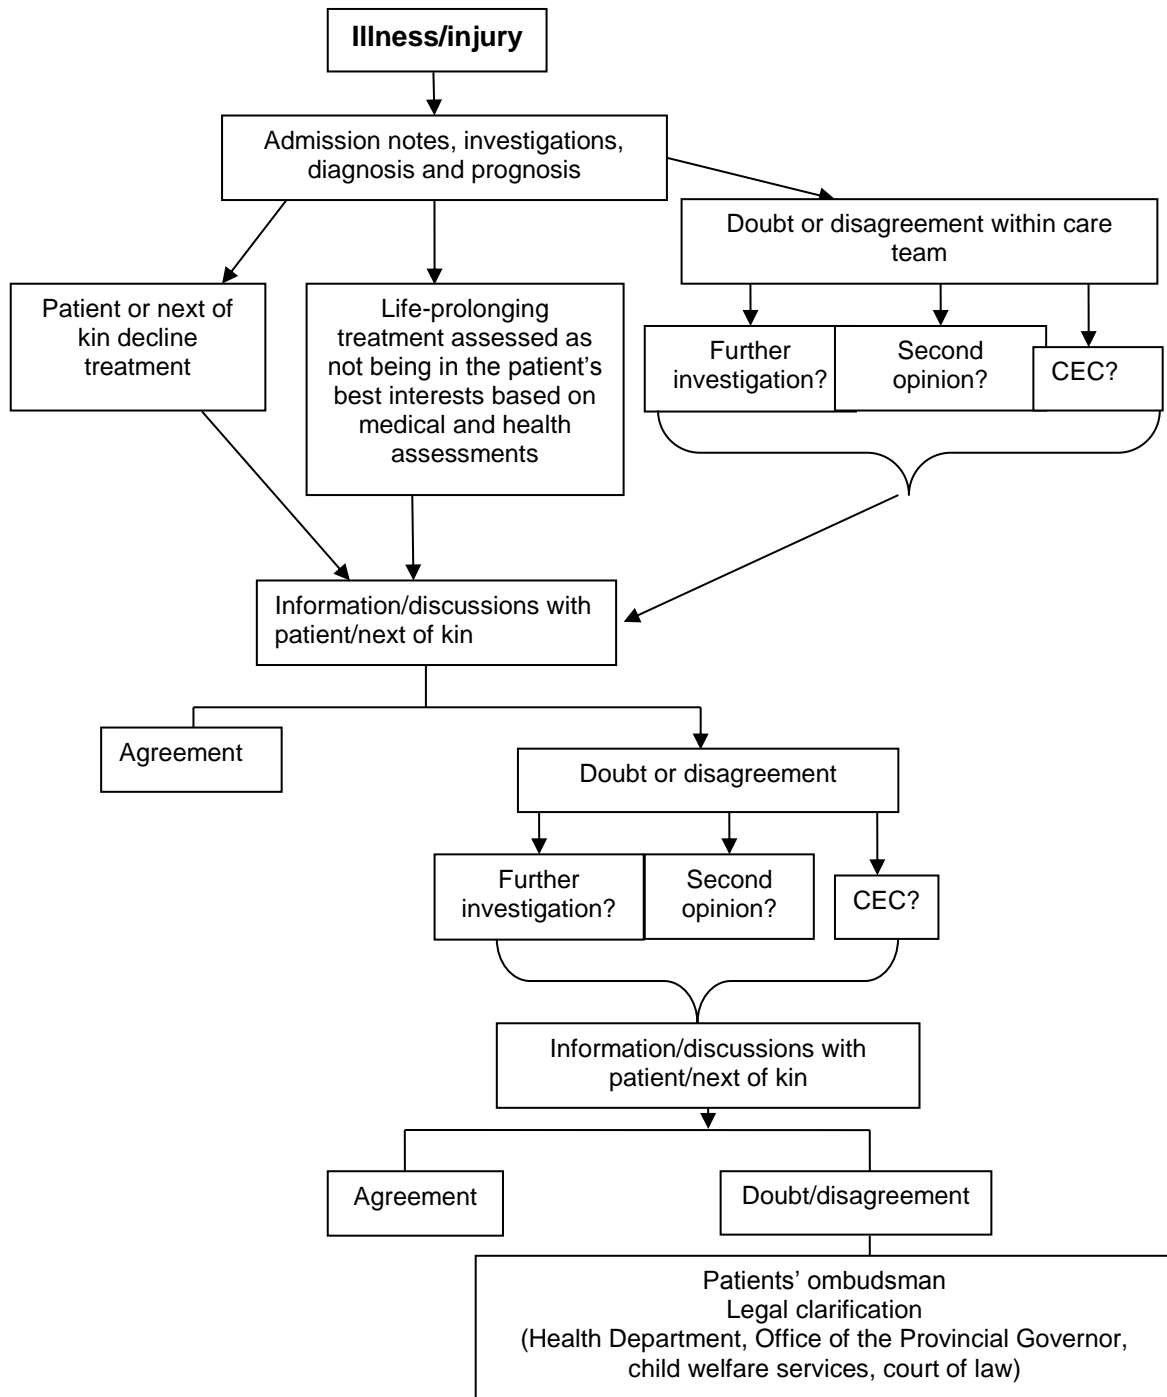 Illness/injury
Admission notes, investigations,
diagnosis and prognosis
Doubt or disagreement within care
team
Patient or next of
kin decline
treatment
Life-prolonging
treatment assessed as
not being in the patient’s
best interests based on
medical and health
assessments
Further
investigation?
Second
opinion?
CEC?
Information/discussions with
patient/next of kin
Agreement
Doubt or disagreement
Further
investigation?
Second
opinion?
CEC?
Information/discussions with
patient/next of kin
Agreement
Doubt/disagreement
Patients’ ombudsman
Legal clarification
(Health Department, Office of the Provincial Governor,
child welfare services, court of law)